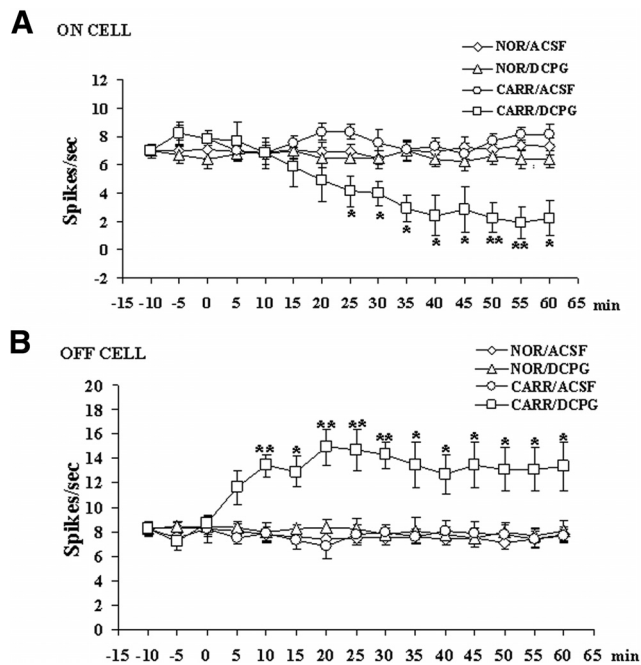 A ON CELL
NOR/ACSF
NOR/DCPG
CARR/ACSF
CARR/DCPG
Spikes/sec
12
10
8
6
4
2
0
-2
* * * * * ** ** *
-15 -10 -5 0 5 10 15 20 25 30 35 40 45 50 55 60 65 min
B OFF CELL
NOR/ACSF
NOR/DCPG
CARR/ACSF
CARR/DCPG
Spikes/sec
20
18
16
14
12
10
8
6
4
2
0
** * ** ** ** * * * * * *
-15 -10 -5 0 5 10 15 20 25 30 35 40 45 50 55 60 65 min